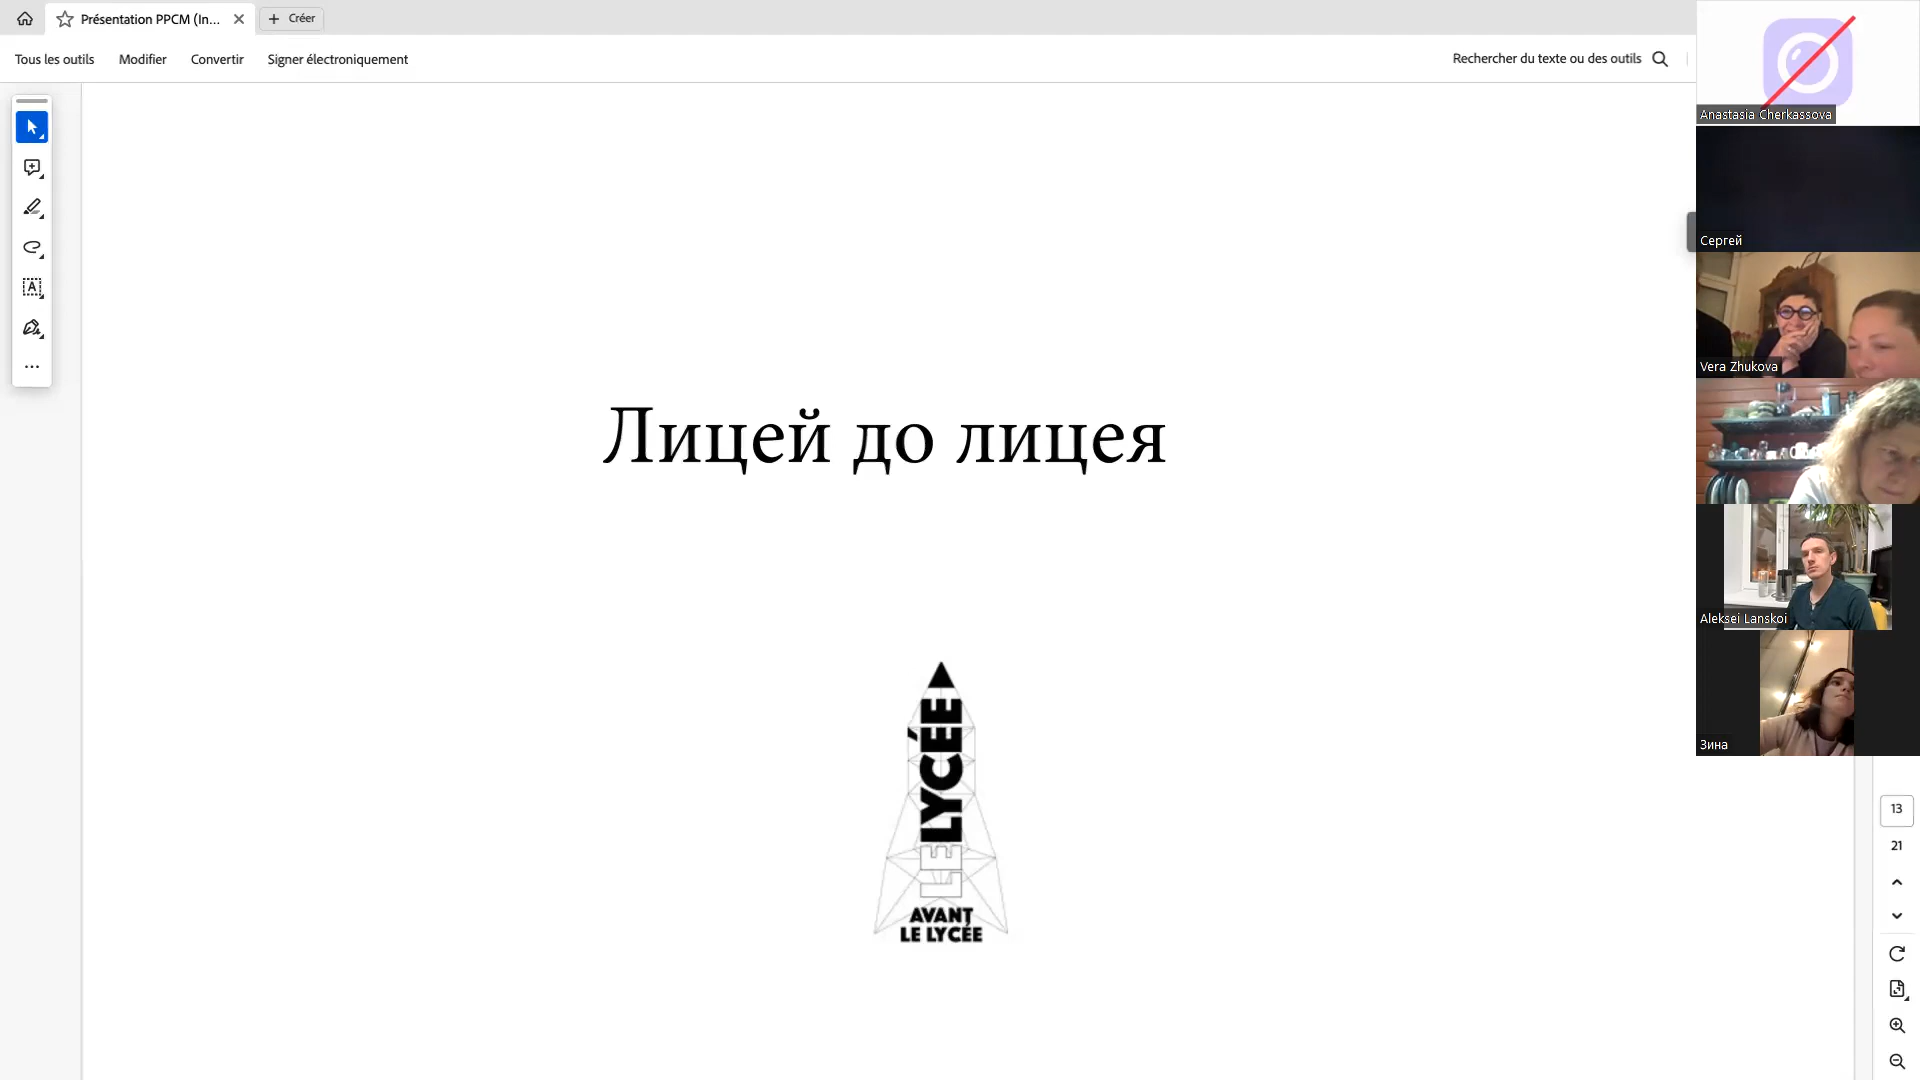 Présentation PPCM (In...
Créer
Tous les outils
Modifier
Convertir
Signer électroniquement
Rechercher du texte ou des outils
Anastasia Cherkassova
Сергей
Vera Zhukova
Aleksei Lanskoi
Зина
Лицей до лицея
LE LYCÉE
AVANT
LE LYCÉE
13
21